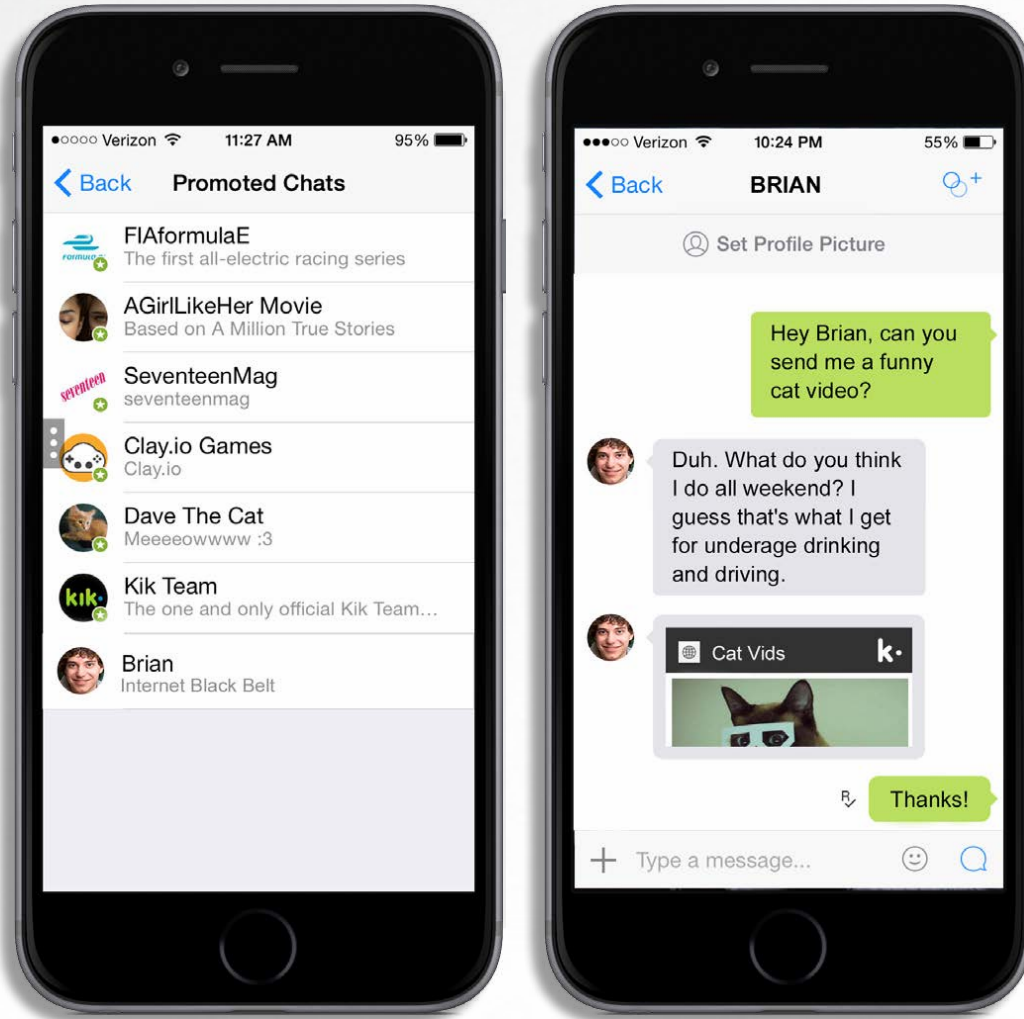 Verizon 11:27 AM 95%
Back Promoted Chats
FORMULA
FIAformulaE
The first all-electric racing series
AGirlLikeHer Movie
Based on A Million True Stories
seventeen
SeventeenMag
seventeenmag
Clay.io Games
Clay.io
Dave The Cat
Meeeeowwww :3
kik
Kik Team
The one and only official Kik Team...
Brian
Internet Black Belt
Verizon 10:24 PM 55%
Back BRIAN
Set Profile Picture
Hey Brian, can you
send me a funny
cat video?
Duh. What do you think
I do all weekend? I
guess that's what I get
for underage drinking
and driving.
Cat Vids k·
R Thanks!
Type a message...